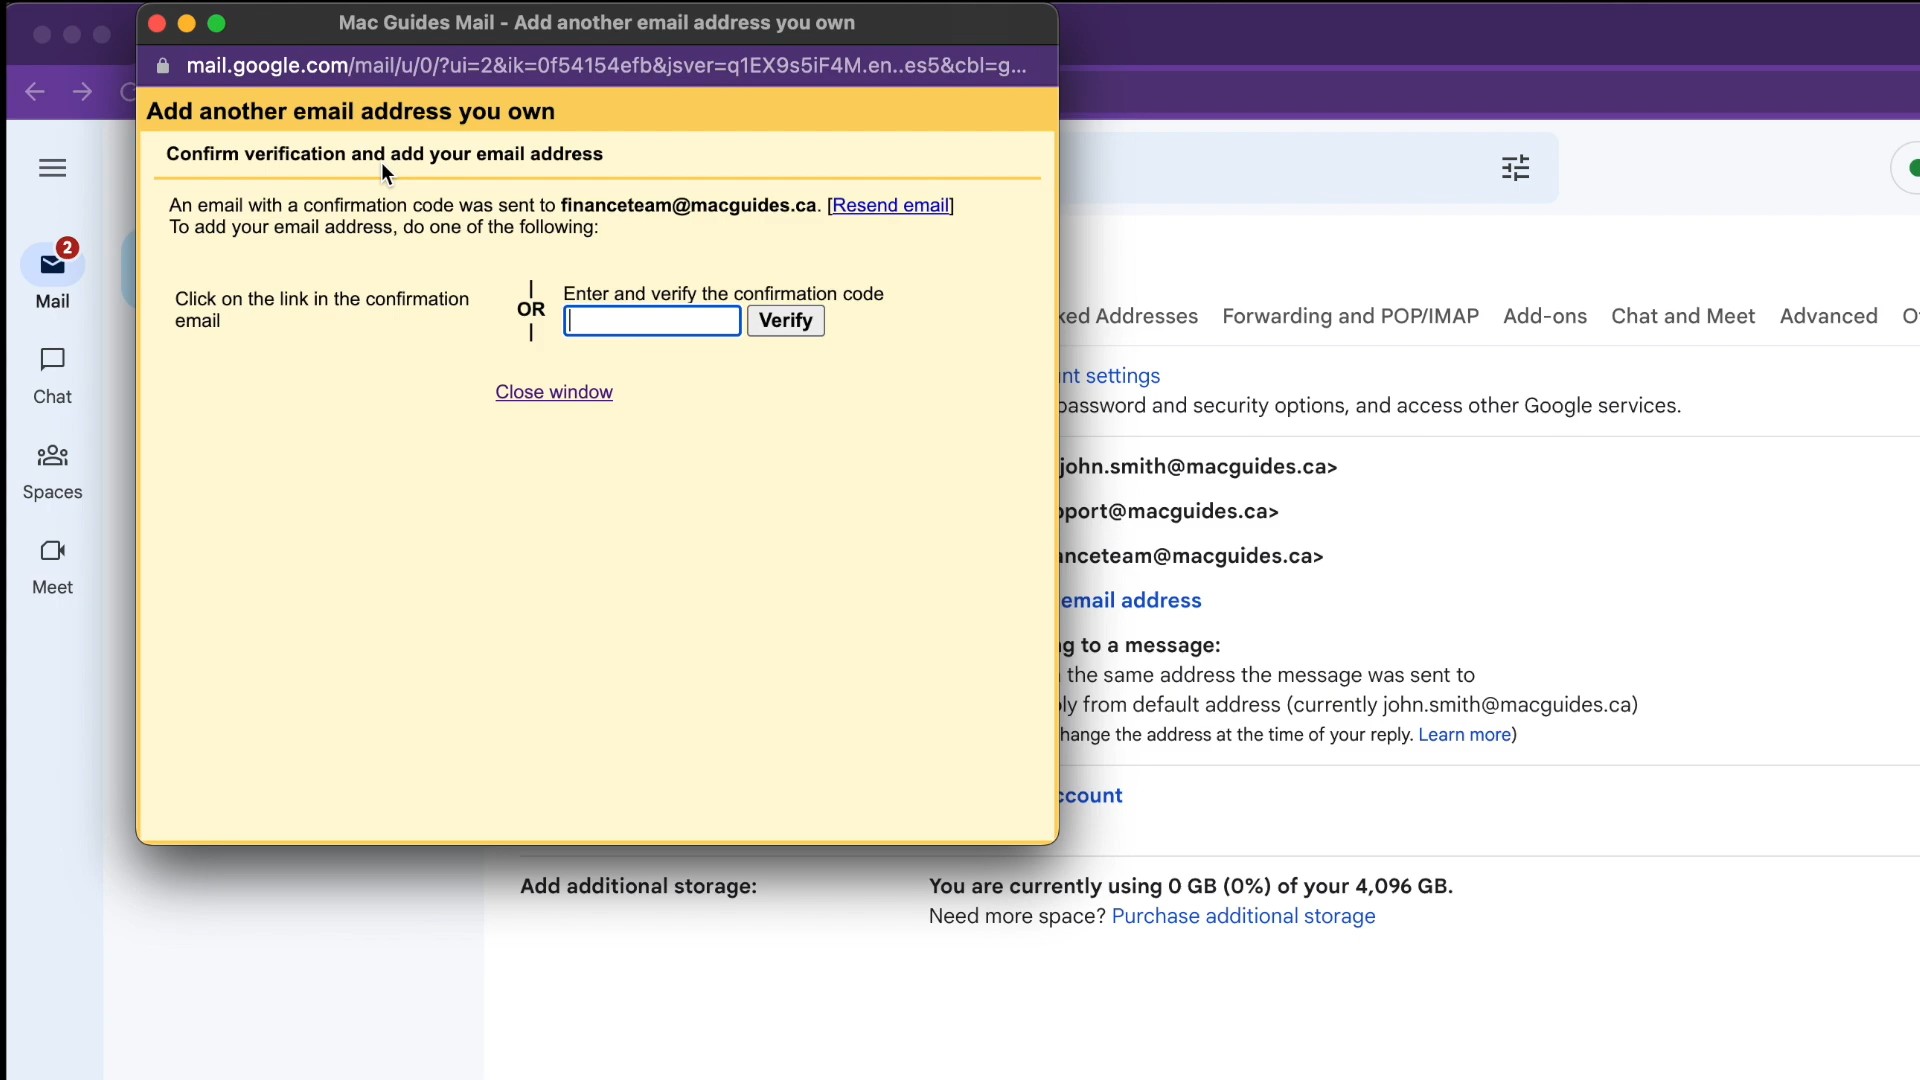 Mac Guides Mail - Add another email address you own
mail.google.com/mail/u/0/?ui=2&ik=0f54154efb&jsver=q1EX9s5iF4M.en..es5&cbl=g...
Add another email address you own
Confirm verification and add your email address
An email with a confirmation code was sent to financeteam@macguides.ca. [Resend email]
To add your email address, do one of the following:
Click on the link in the confirmation
email
OR
Enter and verify the confirmation code
Verify
Close window
2
Mail
Chat
Spaces
Meet
ked Addresses Forwarding and POP/IMAP Add-ons Chat and Meet Advanced
nt settings
password and security options, and access other Google services.
john.smith@macguides.ca>
pport@macguides.ca>
nceteam@macguides.ca>
email address
g to a message:
the same address the message was sent to
ly from default address (currently john.smith@macguides.ca)
hange the address at the time of your reply. Learn more)
ccount
Add additional storage:
You are currently using 0 GB (0%) of your 4,096 GB.
Need more space? Purchase additional storage